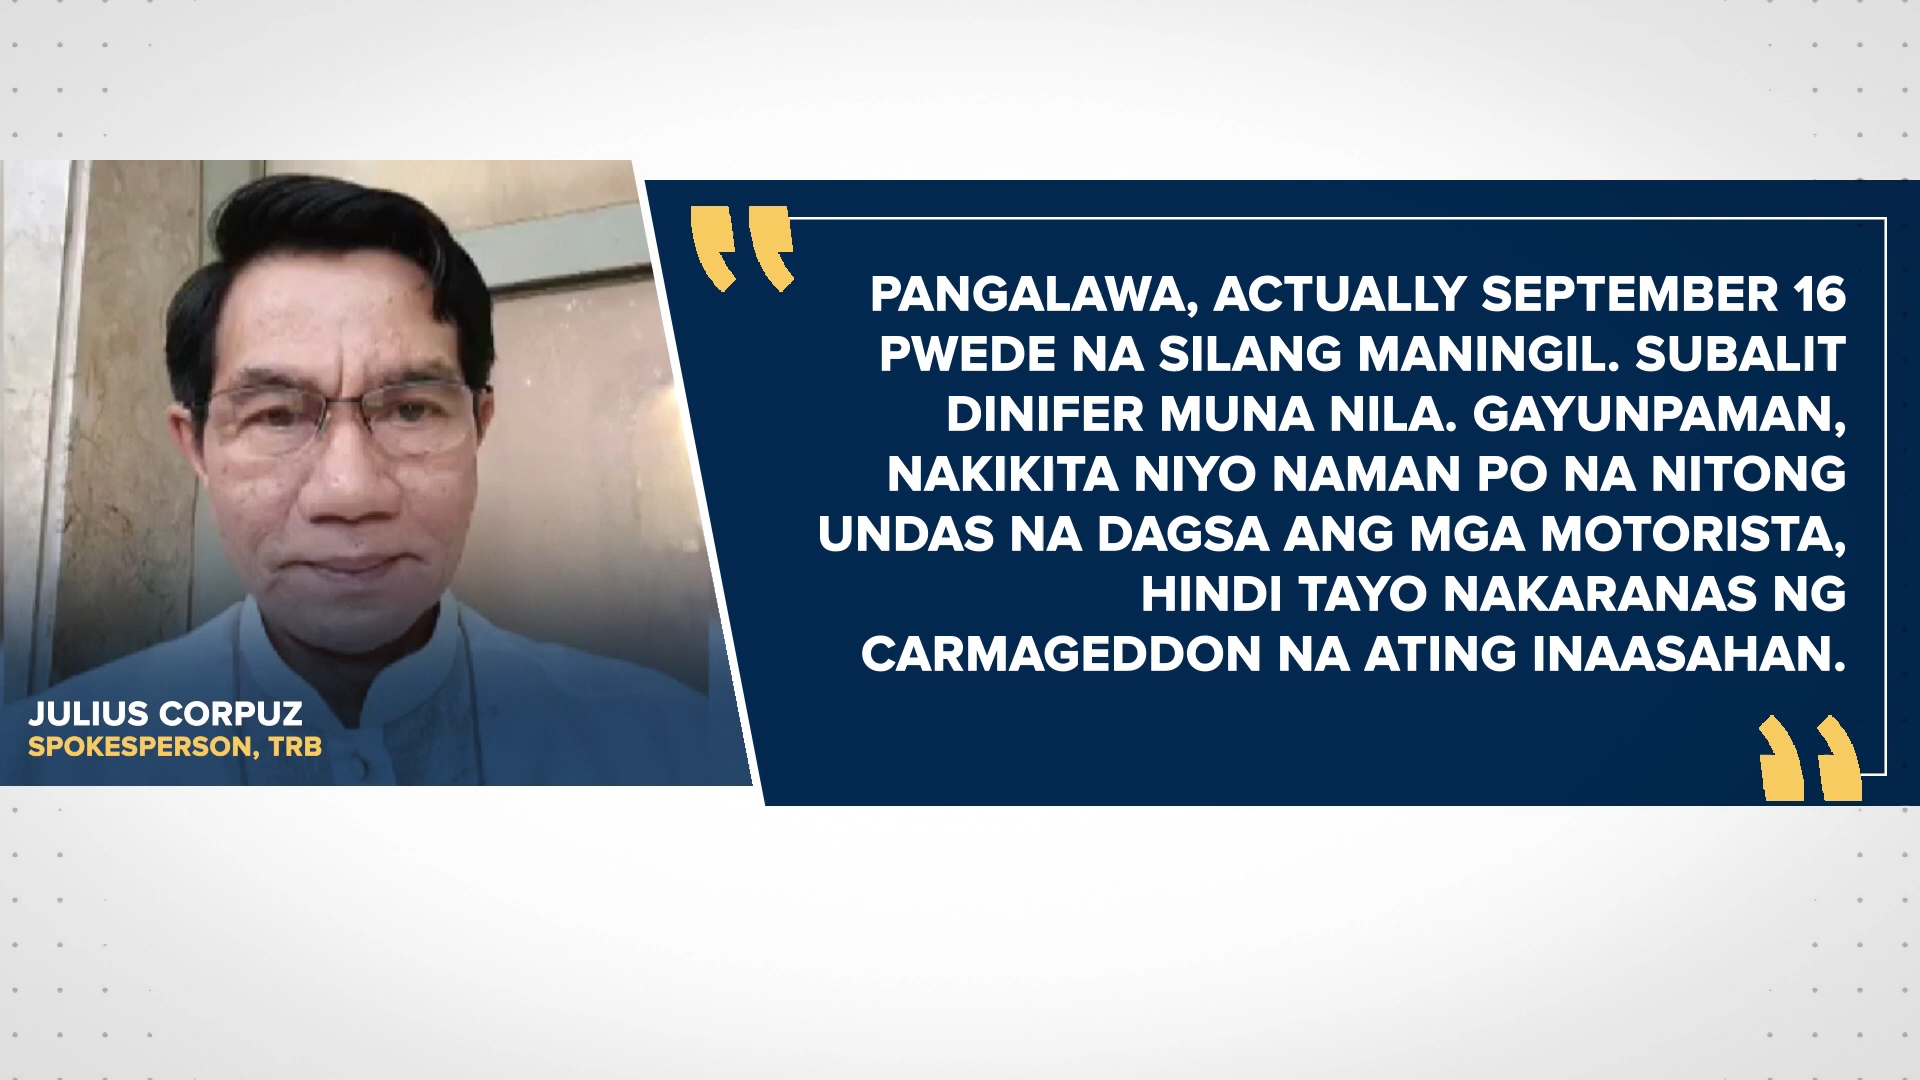 PANGALAWA, ACTUALLY SEPTEMBER 16
PWEDE NA SILANG MANINGIL. SUBALIT
DINIFER MUNA NILA. GAYUNPAMAN,
NAKIKITA NIYO NAMAN PO NA NITONG
UNDAS NA DAGSA ANG MGA MOTORISTA,
HINDI TAYO NAKARANAS NG
CARMAGEDDON NA ATING INAASAHAN.
JULIUS CORPUZ
SPOKESPERSON, TRB